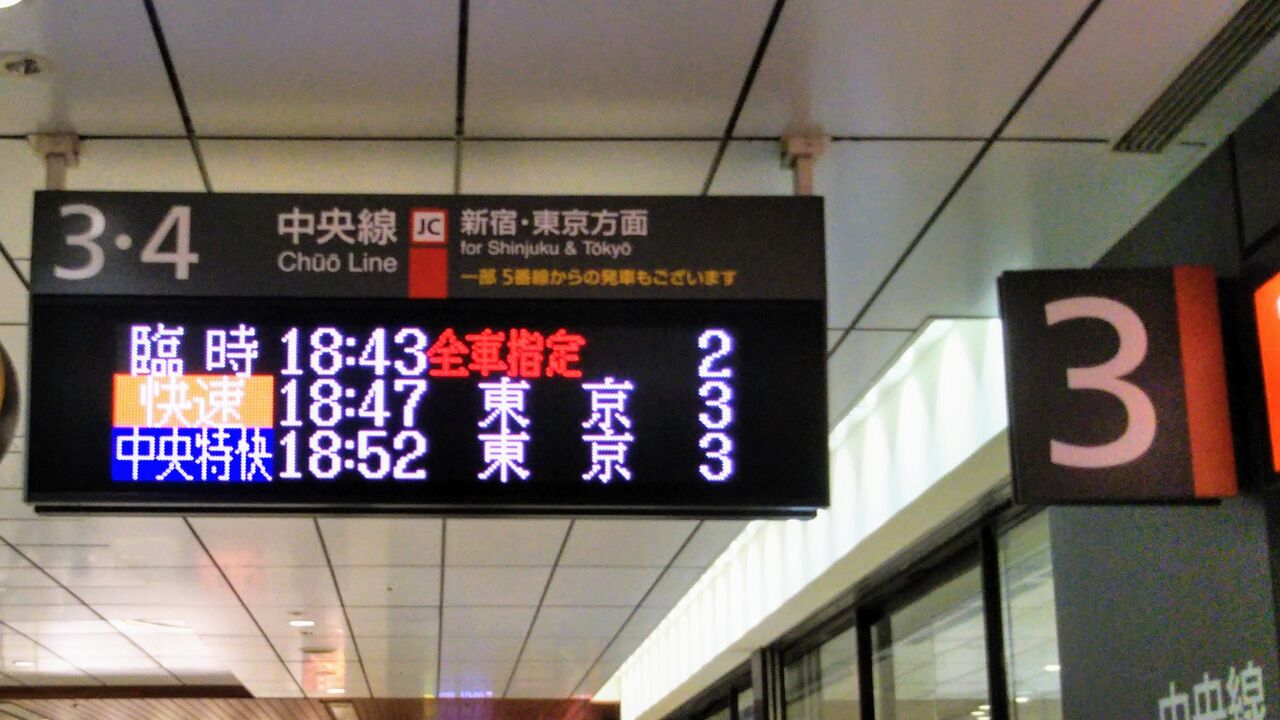 3·4
中央線 JC 新宿・東京方面
Chūō Line for Shinjuku & Tōkyō
一部 5番線からの発車もございます
臨時 18:43 全車指定 2
快速 18:47 東京 3
中央特快 18:52 東京 3
3
中央線